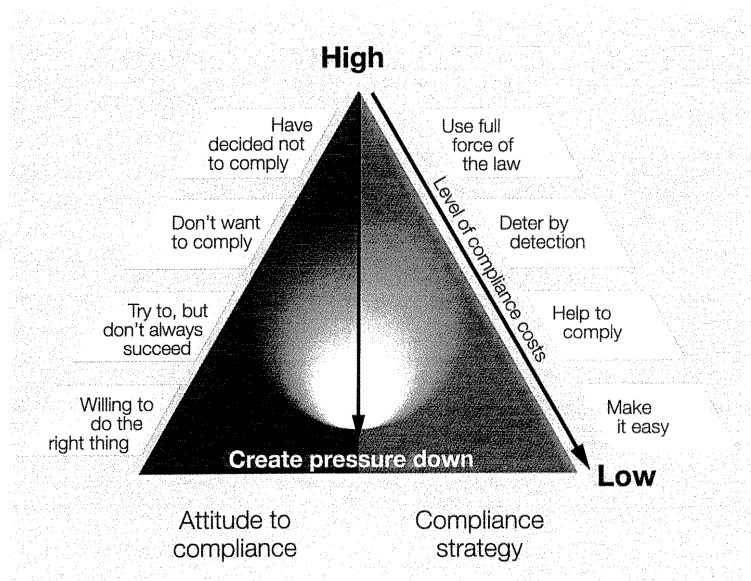 High
Have
decided not
to comply
Use full
force of
the law
Don't want
to comply
Deter by
detection
Level of compliance costs
Try to, but
don't always
succeed
Help to
comply
Willing to
do the
right thing
Make
it easy
Create pressure down
Low
Attitude to
compliance
Compliance
strategy